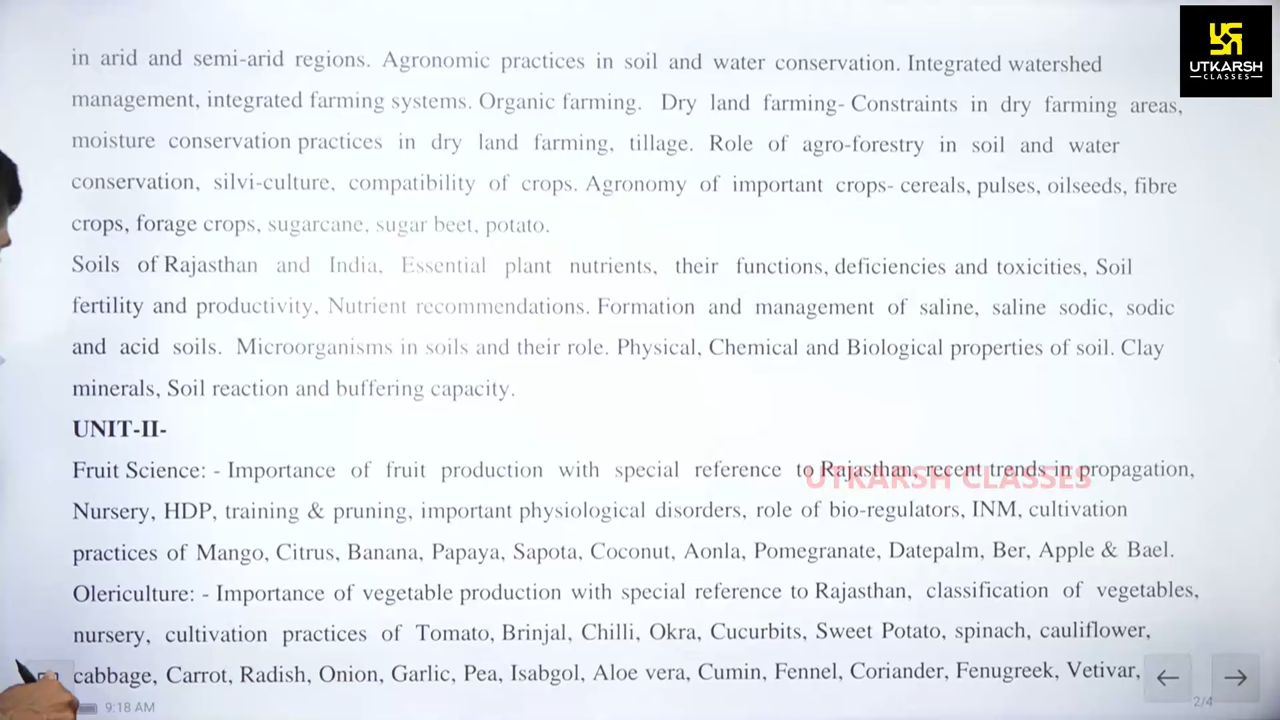 UTKARSH
CLASSES
in arid and semi-arid regions. Agronomic practices in soil and water conservation. Integrated watershed
management, integrated farming systems. Organic farming. Dry land farming- Constraints in dry farming areas,
moisture conservation practices in dry land farming, tillage. Role of agro-forestry in soil and water
conservation, silvi-culture, compatibility of crops. Agronomy of important crops- cereals, pulses, oilseeds, fibre
crops, forage crops, sugarcane, sugar beet, potato.
Soils of Rajasthan and India, Essential plant nutrients, their functions, deficiencies and toxicities, Soil
fertility and productivity, Nutrient recommendations. Formation and management of saline, saline sodic, sodic
and acid soils. Microorganisms in soils and their role. Physical, Chemical and Biological properties of soil. Clay
minerals, Soil reaction and buffering capacity.
UNIT-II-
Fruit Science: - Importance of fruit production with special reference to Rajasthan, recent trends in propagation,
UTKARSH CLASSES
Nursery, HDP, training & pruning, important physiological disorders, role of bio-regulators, INM, cultivation
practices of Mango, Citrus, Banana, Papaya, Sapota, Coconut, Aonla, Pomegranate, Datepalm, Ber, Apple & Bael.
Olericulture: - Importance of vegetable production with special reference to Rajasthan, classification of vegetables,
nursery, cultivation practices of Tomato, Brinjal, Chilli, Okra, Cucurbits, Sweet Potato, spinach, cauliflower,
cabbage, Carrot, Radish, Onion, Garlic, Pea, Isabgol, Aloe vera, Cumin, Fennel, Coriander, Fenugreek, Vetivar,
2/4
9:18 AM